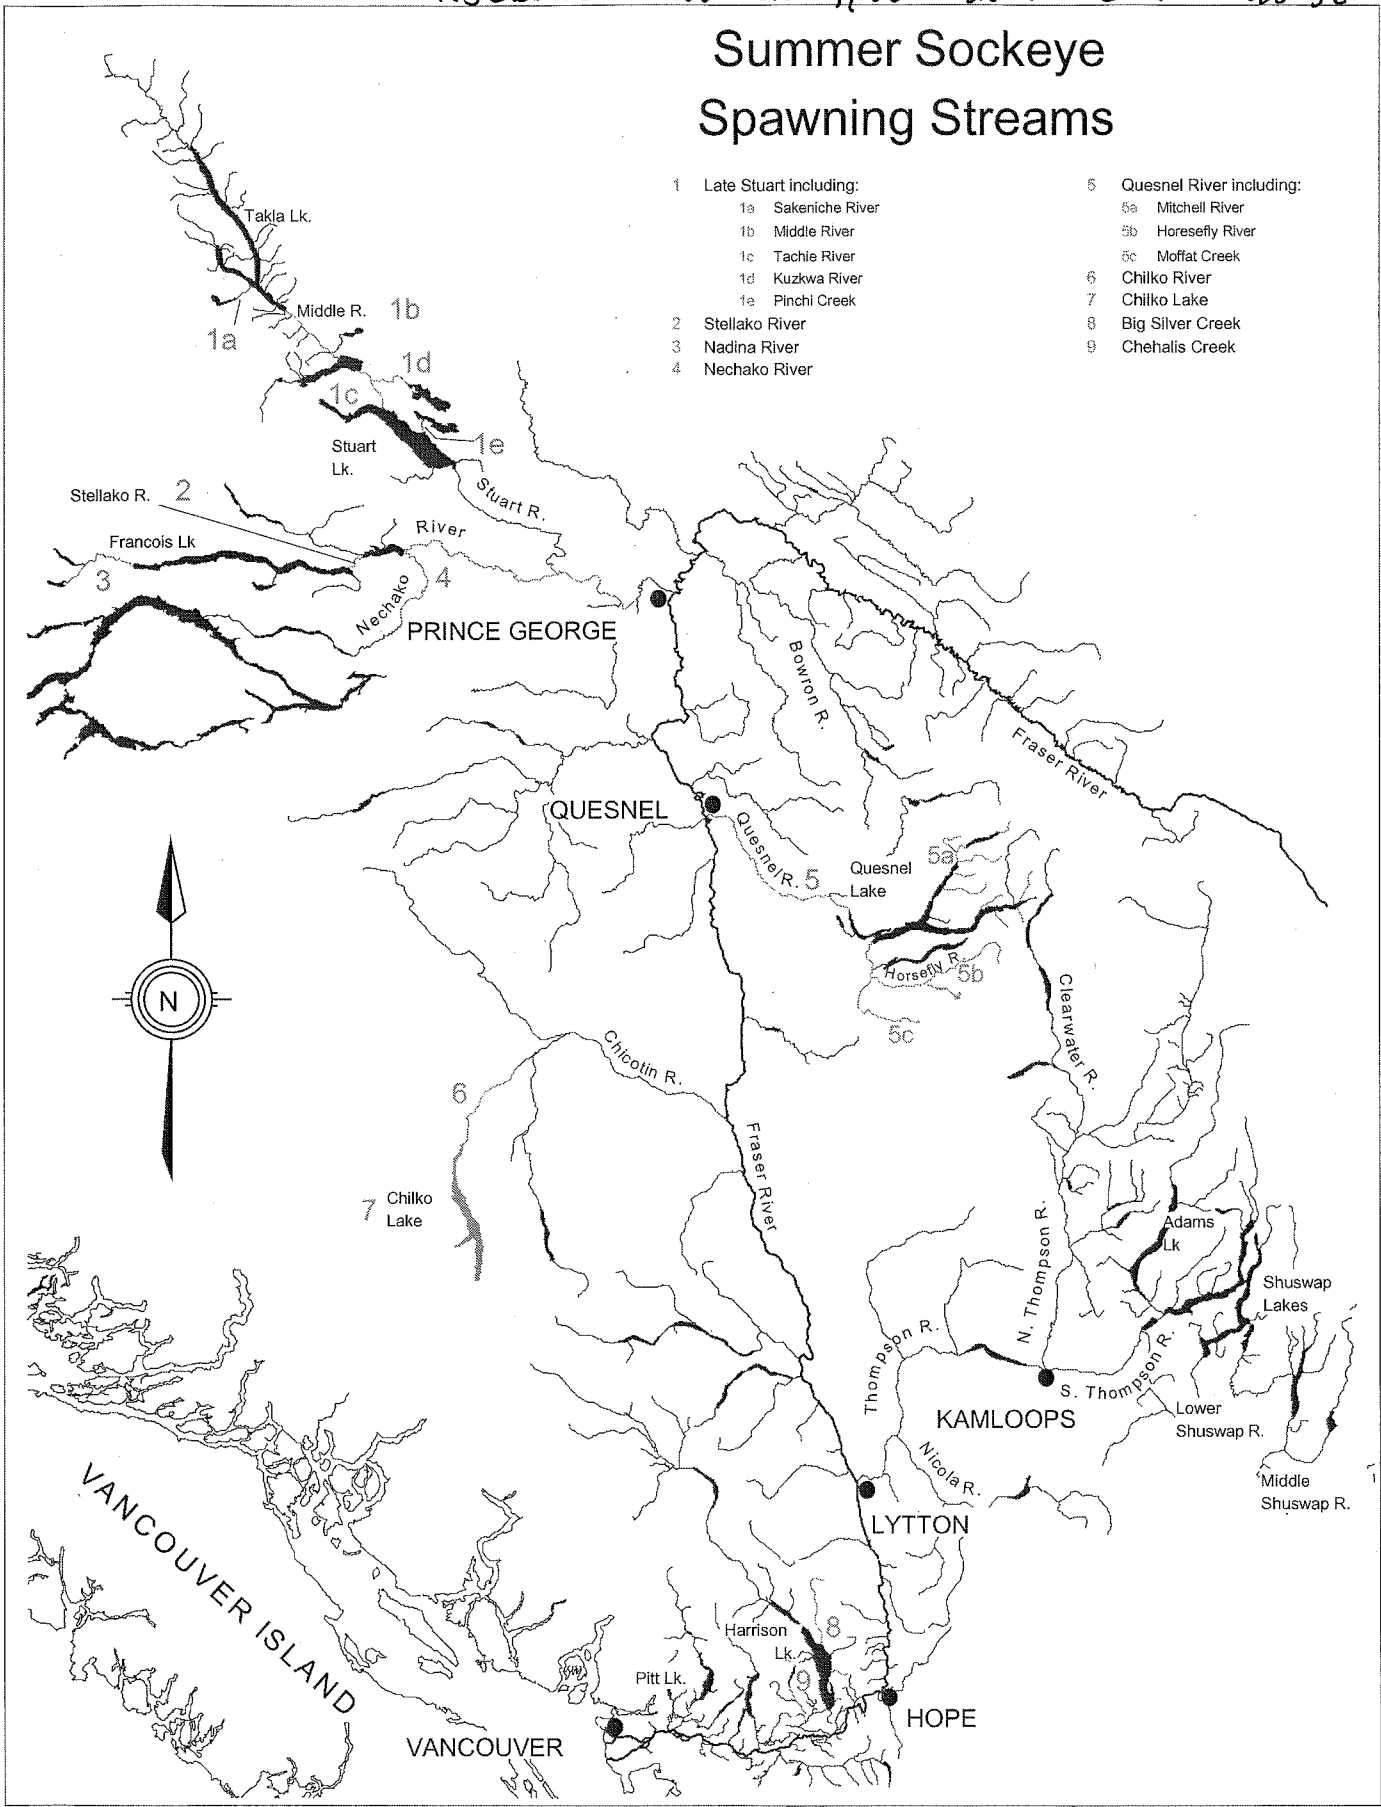 Summer Sockeye
Spawning Streams
1 Late Stuart including:
1a Sakeniche River
1b Middle River
1c Tachie River
1d Kuzkwa River
1e Pinchi Creek
2 Stellako River
3 Nadina River
4 Nechako River
5 Quesnel River including:
5a Mitchell River
5b Horesefly River
5c Moffat Creek
6 Chilko River
7 Chilko Lake
8 Big Silver Creek
9 Chehalis Creek
Takla Lk.
Middle R.
1b
1a
1d
1c
1e
Stuart
Lk.
Stuart R.
Stellako R.
2
River
Francois Lk
3
4
Nechako
PRINCE GEORGE
Bowron R.
Fraser River
QUESNEL
Quesnel R.
5
Quesnel
Lake
5a
Horsefly R.
5b
5c
Clearwater R.
N
Chicotin R.
6
Fraser River
7
Chilko
Lake
Adams
Lk
N. Thompson R.
Shuswap
Lakes
Thompson R.
S. Thompson R.
KAMLOOPS
Lower
Shuswap R.
Nicola R.
Middle
Shuswap R.
LYTTON
VANCOUVER ISLAND
Harrison
Lk.
8
Pitt Lk.
9
HOPE
VANCOUVER